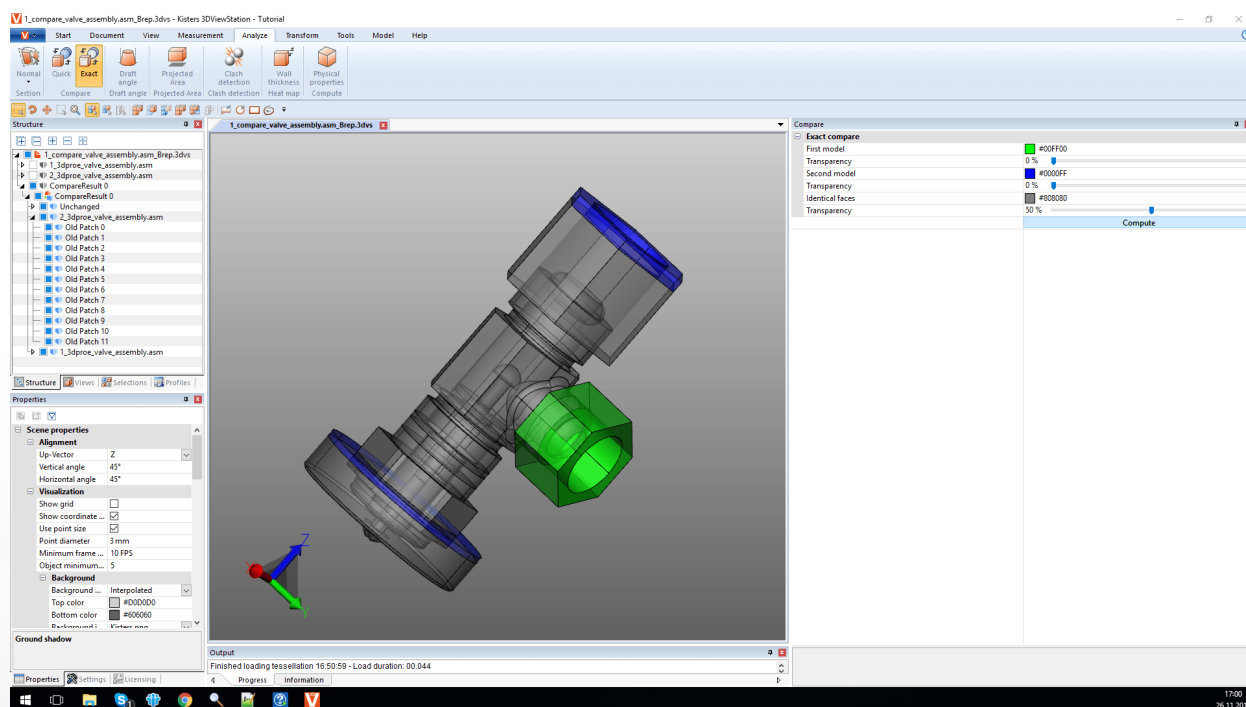 1_compare_valve_assembly.asm_Brep.3dvs - Kisters 3DViewStation - Tutorial
V Start Document View Measurement Analyze Transform Tools Model Help
Normal Quick Exact Draft angle Projected Area Clash detection Wall thickness Physical properties
Section Compare Draft angle Projected Area Clash detection Heat map Compute
Structure
1_compare_valve_assembly.asm_Brep.3dvs
1_compare_valve_assembly.asm_Brep.3dvs
1_3dproe_valve_assembly.asm
2_3dproe_valve_assembly.asm
CompareResult 0
CompareResult 0
Unchanged
2_3dproe_valve_assembly.asm
Old Patch 0
Old Patch 1
Old Patch 2
Old Patch 3
Old Patch 4
Old Patch 5
Old Patch 6
Old Patch 7
Old Patch 8
Old Patch 9
Old Patch 10
Old Patch 11
1_3dproe_valve_assembly.asm
Structure Views Selections Profiles
Properties
Scene properties
Alignment
Up-Vector Z
Vertical angle 45°
Horizontal angle 45°
Visualization
Show grid
Show coordinate ...
Use point size
Point diameter 3 mm
Minimum frame ... 10 FPS
Object minimum... 5
Background
Background ... Interpolated
Top color #D0D0D0
Bottom color #606060
Background i... Kisters.png
Ground shadow
Properties Settings Licensing
Z
Y
Output
Finished loading tessellation 16:50:59 - Load duration: 00.044
Progress Information
Compare
Exact compare
First model #00FF00
Transparency 0 %
Second model #0000FF
Transparency 0 %
Identical faces #808080
Transparency 50 %
Compute
17:00
26.11.201